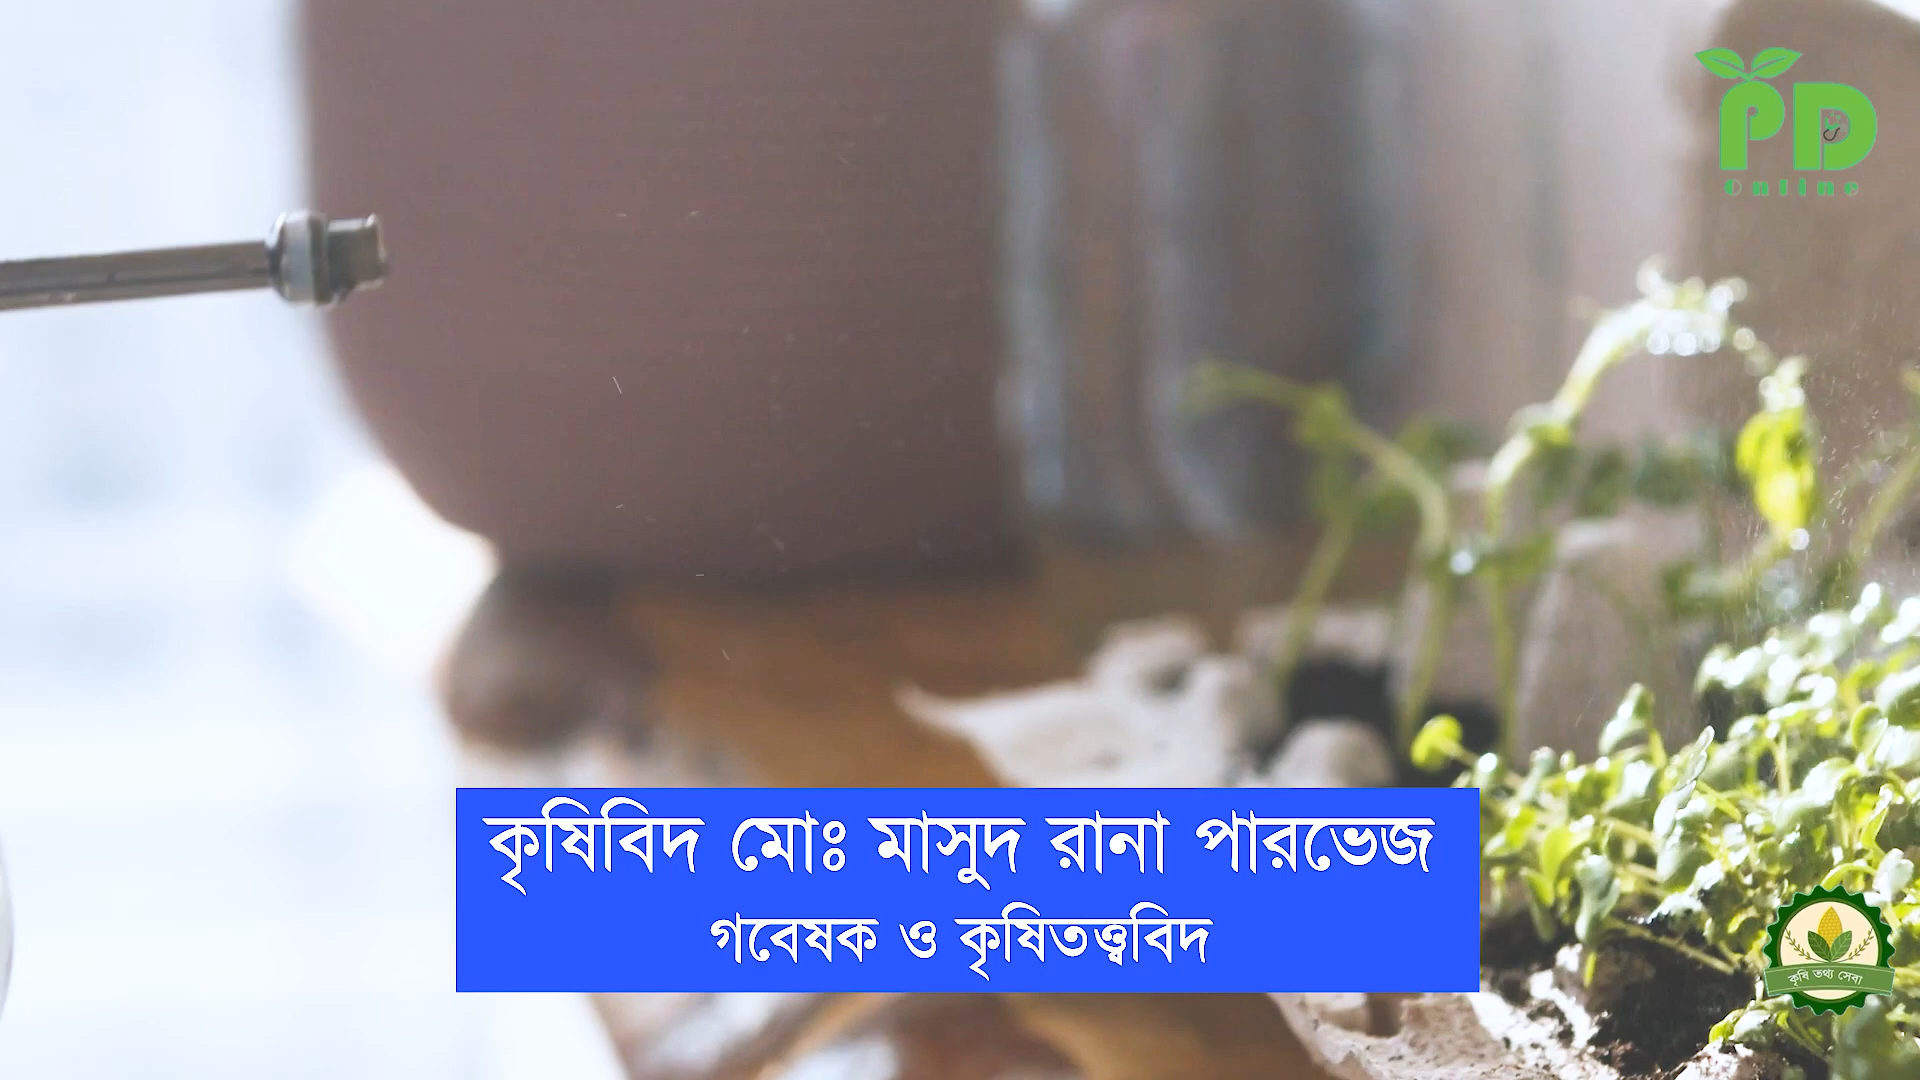 PD
Online
কৃষিবিদ মোঃ মাসুদ রানা পারভেজ
গবেষক ও কৃষিতত্ত্ববিদ
কৃষি তথ্য সেবা